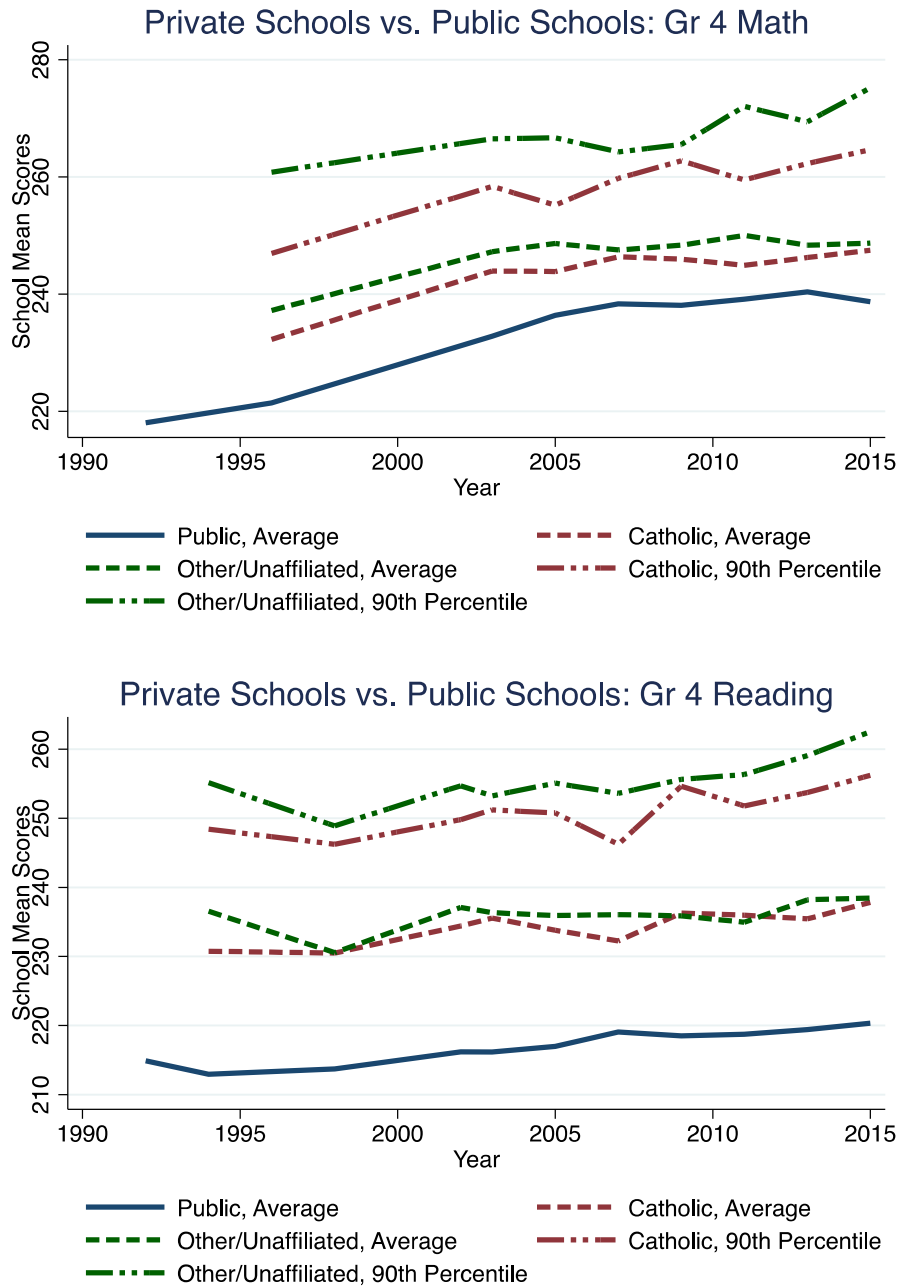 Private Schools vs. Public Schools: Gr 4 Math
280
260
240
220
School Mean Scores
1990 1995 2000 2005 2010 2015
Year
Public, Average
Catholic, Average
Other/Unaffiliated, Average
Catholic, 90th Percentile
Other/Unaffiliated, 90th Percentile
Private Schools vs. Public Schools: Gr 4 Reading
260
250
240
230
220
210
School Mean Scores
1990 1995 2000 2005 2010 2015
Year
Public, Average
Catholic, Average
Other/Unaffiliated, Average
Catholic, 90th Percentile
Other/Unaffiliated, 90th Percentile